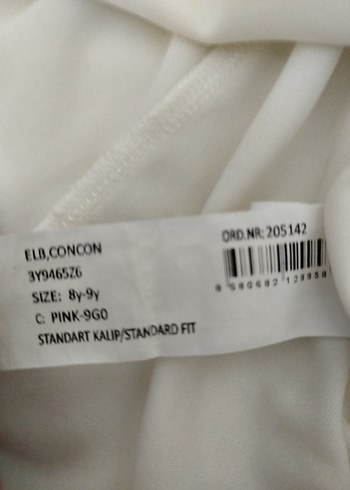 ELB,CONCON
3Y9465Z6
SIZE: 8y-9y
C: PINK-9G0
STANDART KALIP/STANDARD FIT
ORD.NR: 205142